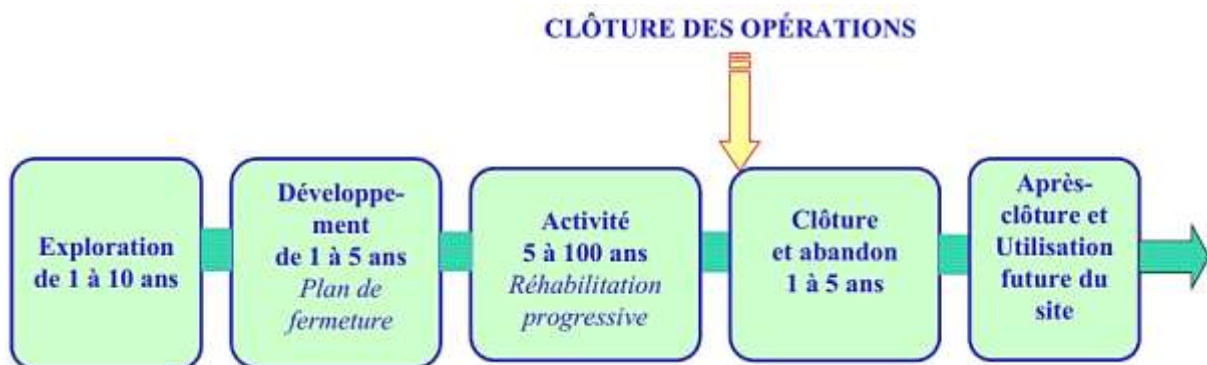 CLÔTURE DES OPÉRATIONS
Exploration
de 1 à 10 ans
Développe-
ment
de 1 à 5 ans
Plan de
fermeture
Activité
5 à 100 ans
Réhabilitation
progressive
Clôture
et abandon
1 à 5 ans
Après-
clôture et
Utilisation
future du
site